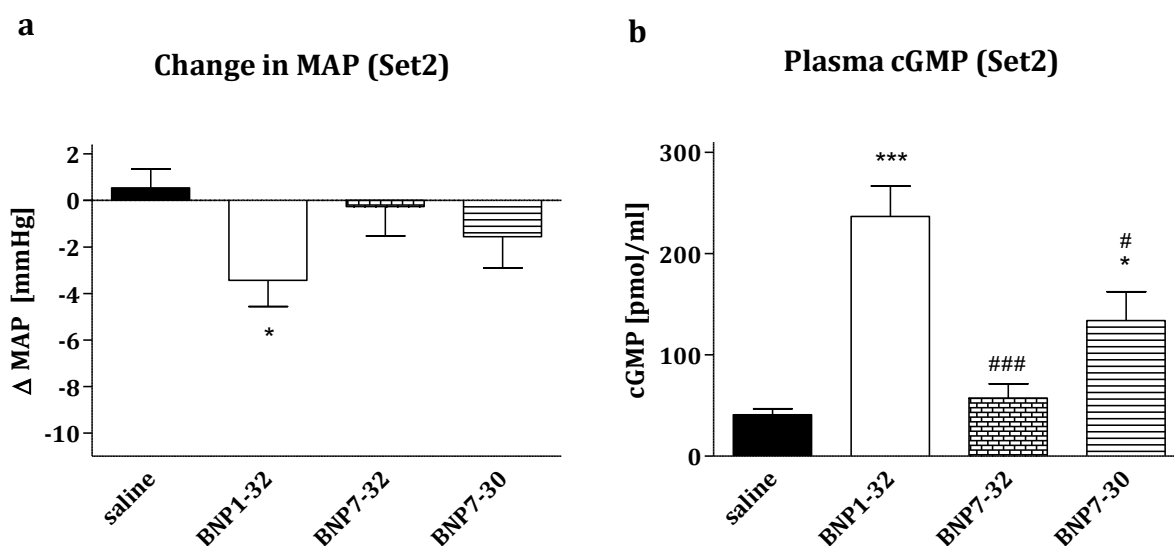 a
Change in MAP (Set2)
Δ MAP [mmHg]
2
0
-2
-4
-6
-8
-10
*
saline
BNP1-32
BNP7-32
BNP7-30
b
Plasma cGMP (Set2)
cGMP [pmol/ml]
300
200
100
0
***
###
#
*
saline
BNP1-32
BNP7-32
BNP7-30